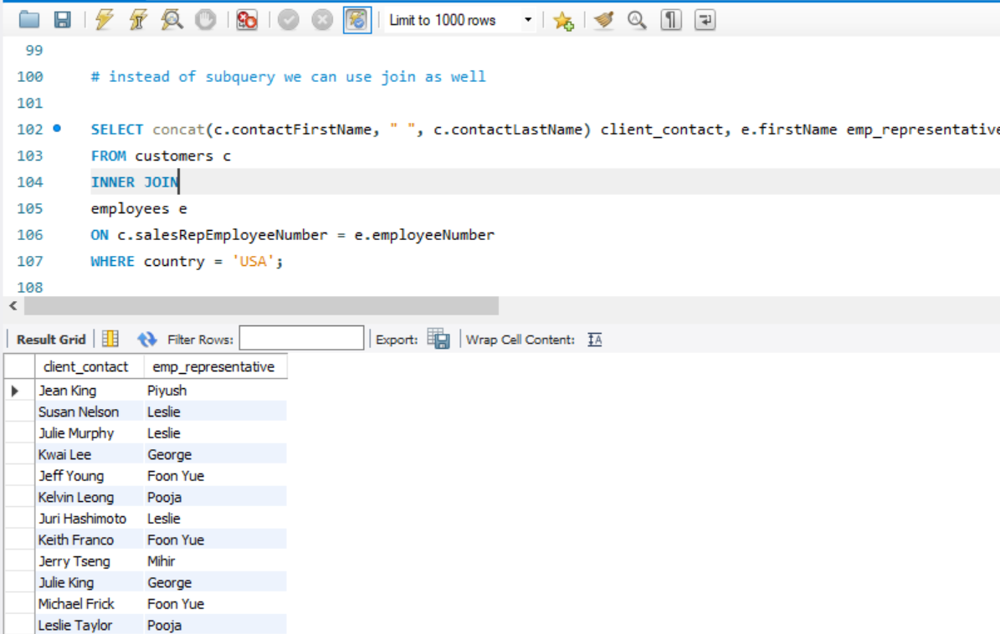 Limit to 1000 rows
99
100 # instead of subquery we can use join as well
101
102 SELECT concat(c.contactFirstName, " ", c.contactLastName) client_contact, e.firstName emp_representative
103 FROM customers c
104 INNER JOIN
105 employees e
106 ON c.salesRepEmployeeNumber = e.employeeNumber
107 WHERE country = 'USA';
108
Result Grid Filter Rows: Export: Wrap Cell Content: IA
client_contact emp_representative
Jean King Piyush
Susan Nelson Leslie
Julie Murphy Leslie
Kwai Lee George
Jeff Young Foon Yue
Kelvin Leong Pooja
Juri Hashimoto Leslie
Keith Franco Foon Yue
Jerry Tseng Mihir
Julie King George
Michael Frick Foon Yue
Leslie Taylor Pooja